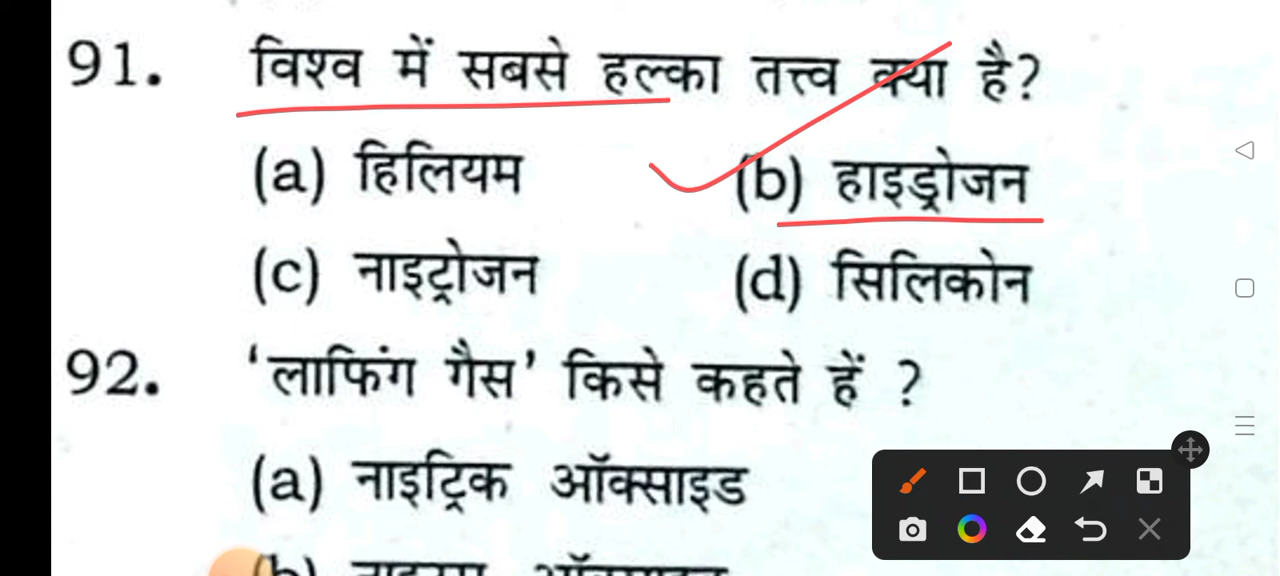 91. विश्व में सबसे हल्का तत्त्व क्या है?
(a) हिलियम (b) हाइड्रोजन
(c) नाइट्रोजन (d) सिलिकोन
92. ‘लाफिंग गैस’ किसे कहते हें ?
(a) नाइट्रिक ऑक्साइड